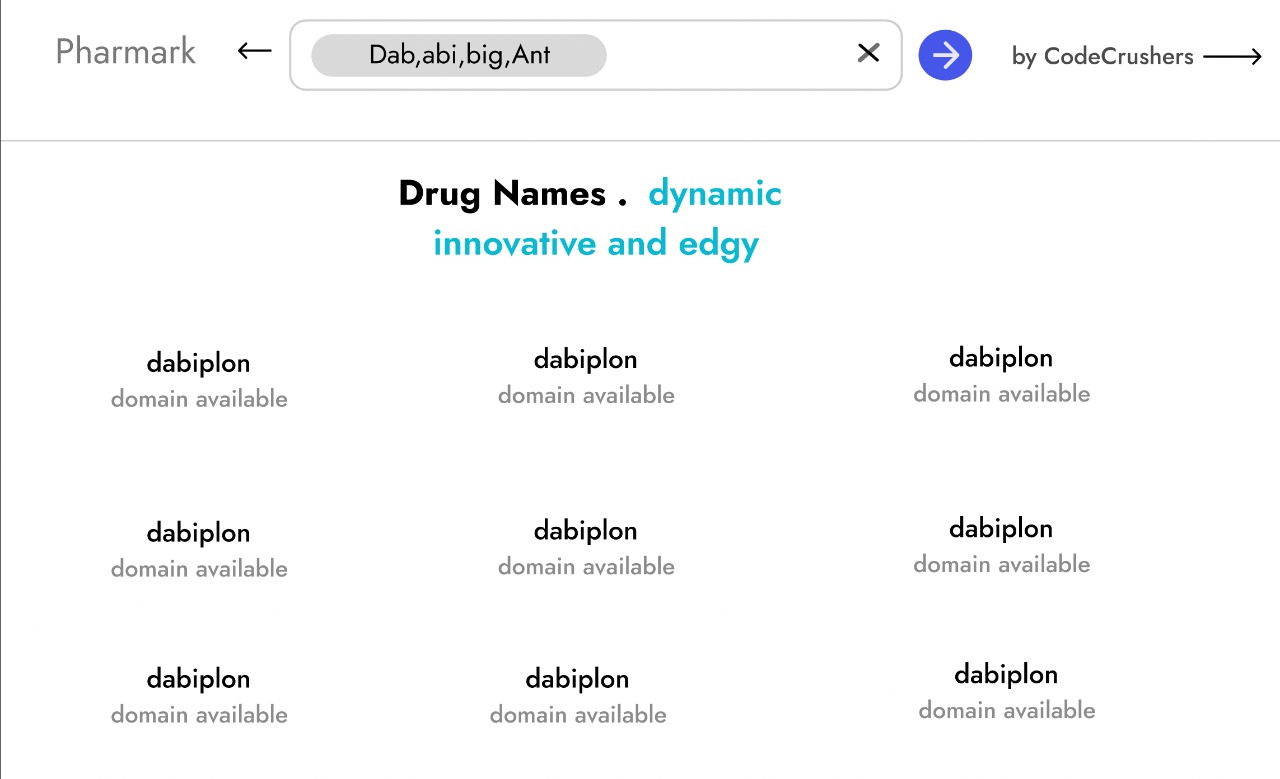 Pharmark
Dab,abi,big,Ant
by CodeCrushers
Drug Names . dynamic
innovative and edgy
dabiplon
domain available
dabiplon
domain available
dabiplon
domain available
dabiplon
domain available
dabiplon
domain available
dabiplon
domain available
dabiplon
domain available
dabiplon
domain available
dabiplon
domain available